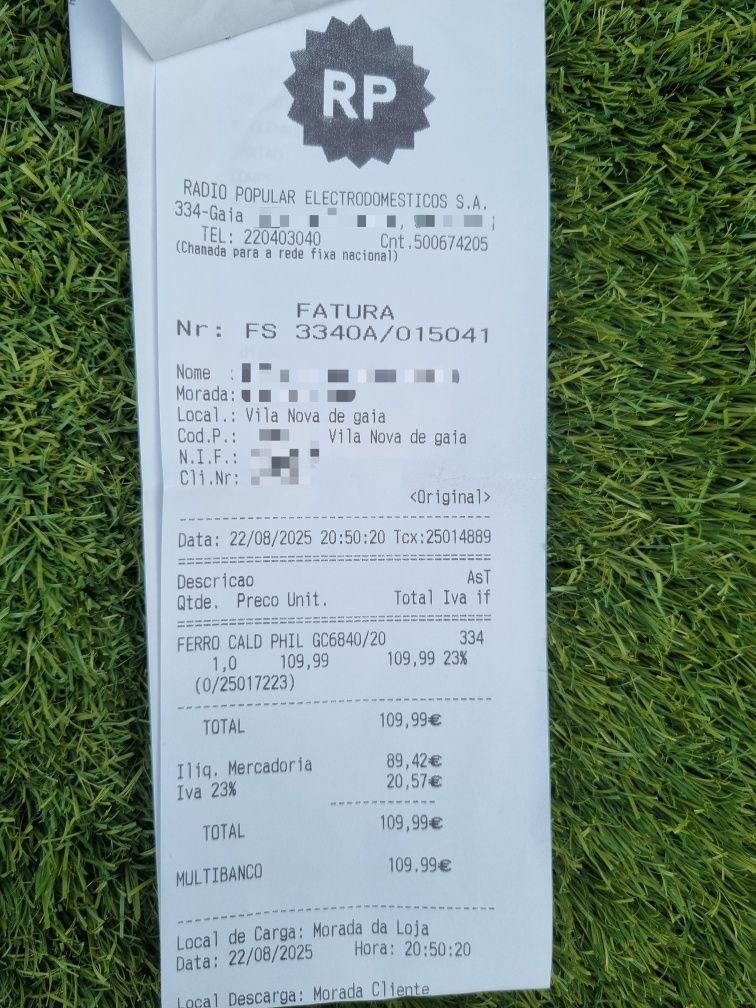 RP
RADIO POPULAR ELECTRODOMESTICOS S.A.
334-Gaia
TEL: 220403040 Cnt.500674205
(Chamada para a rede fixa nacional)
FATURA
Nr: FS 3340A/015041
Nome :
Morada:
Local.: Vila Nova de gaia
Cod.P.: Vila Nova de gaia
N.I.F.:
Cli.Nr:
<Original>
Data: 22/08/2025 20:50:20 Tcx:25014889
Descricao AsT
Qtde. Preco Unit. Total Iva if
FERRO CALD PHIL GC6840/20 334
1,0 109,99 109,99 23%
(0/25017223)
TOTAL 109,99€
Iliq. Mercadoria 89,42€
Iva 23% 20,57€
TOTAL 109,99€
MULTIBANCO 109.99€
Local de Carga: Morada da Loja
Data: 22/08/2025 Hora: 20:50:20
Local Descarga: Morada Cliente